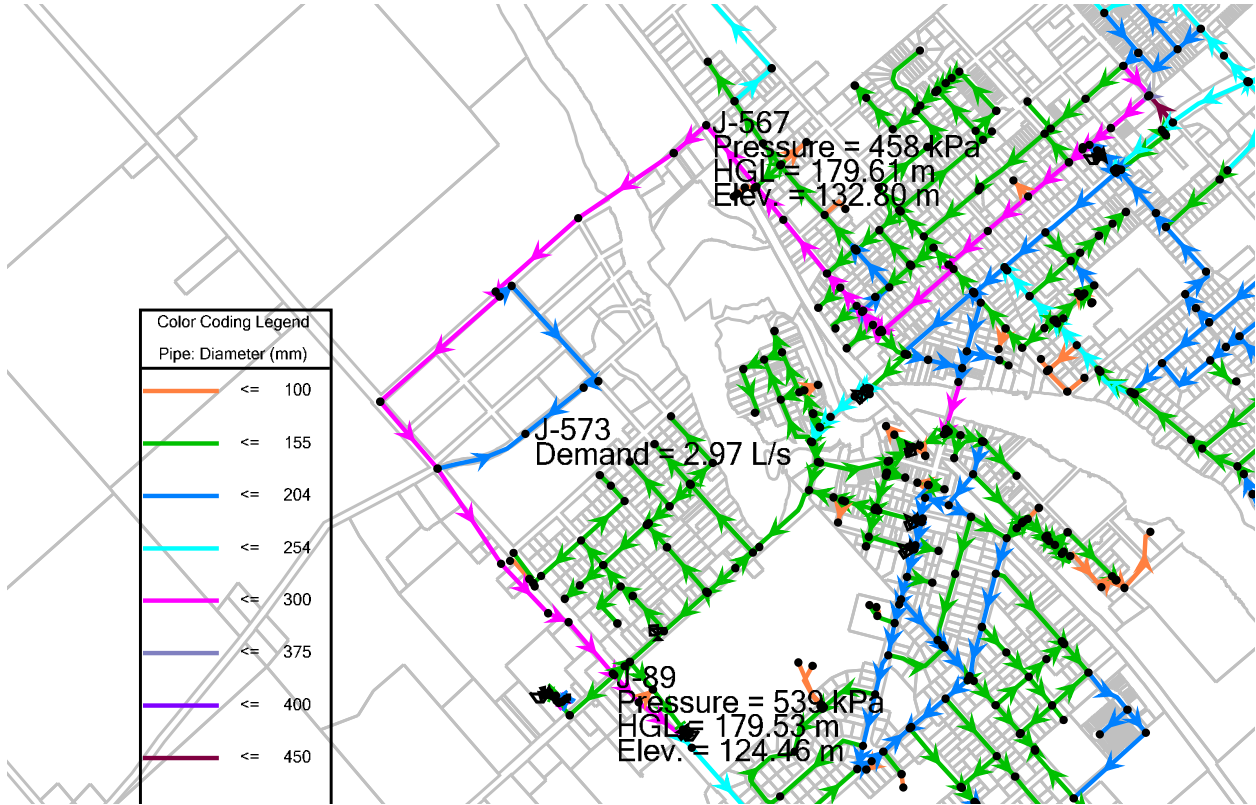 J-567
Pressure = 458 kPa
HGL = 179.61 m
Elev. = 132.80 m
Color Coding Legend
Pipe: Diameter (mm)
<= 100
<= 155
<= 204
<= 254
<= 300
<= 375
<= 400
<= 450
J-573
Demand = 2.97 L/s
J-89
Pressure = 539 kPa
HGL = 179.53 m
Elev. = 124.46 m